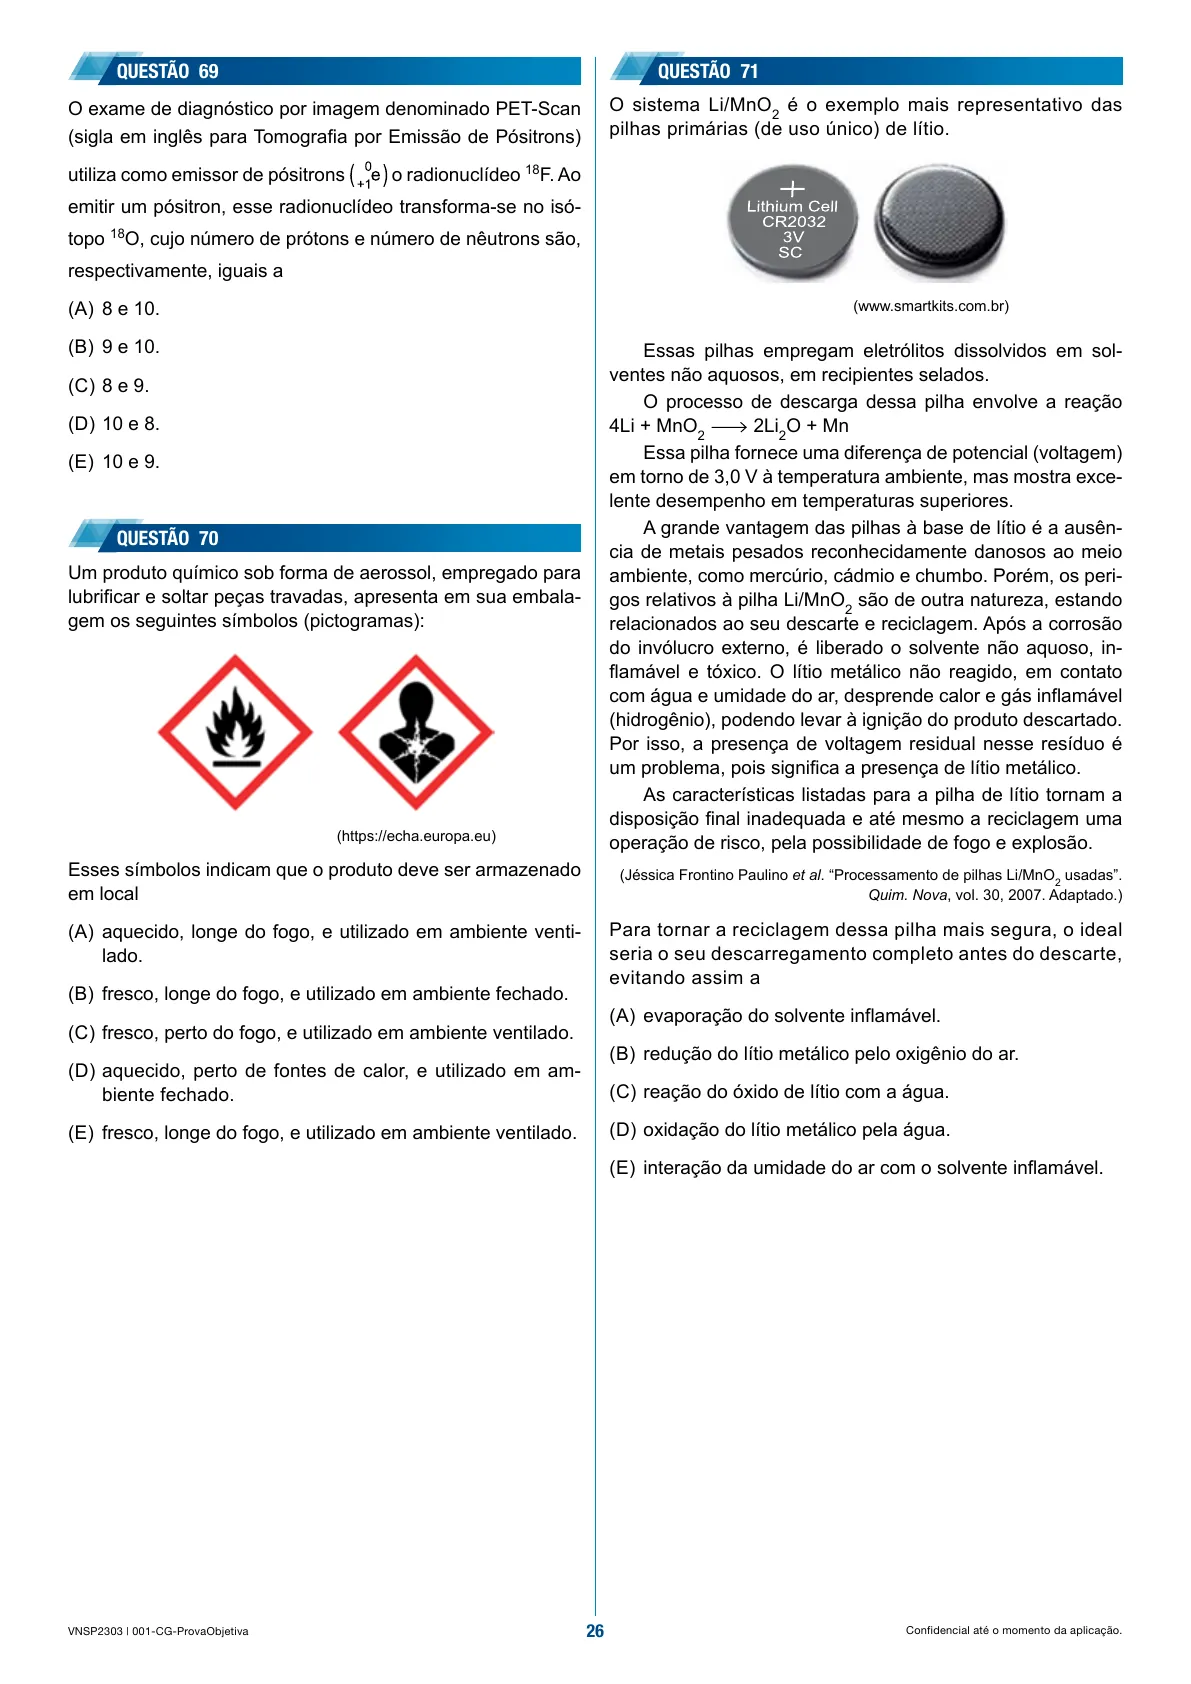 QUESTÃO 69
O exame de diagnóstico por imagem denominado PET-Scan
(sigla em inglês para Tomografia por Emissão de Pósitrons)
utiliza como emissor de pósitrons (⁰₊₁e) o radionuclídeo ¹⁸F. Ao
emitir um pósitron, esse radionuclídeo transforma-se no isó-
topo ¹⁸O, cujo número de prótons e número de nêutrons são,
respectivamente, iguais a
(A) 8 e 10.
(B) 9 e 10.
(C) 8 e 9.
(D) 10 e 8.
(E) 10 e 9.
QUESTÃO 70
Um produto químico sob forma de aerossol, empregado para
lubrificar e soltar peças travadas, apresenta em sua embala-
gem os seguintes símbolos (pictogramas):
(https://echa.europa.eu)
Esses símbolos indicam que o produto deve ser armazenado
em local
(A) aquecido, longe do fogo, e utilizado em ambiente venti-
lado.
(B) fresco, longe do fogo, e utilizado em ambiente fechado.
(C) fresco, perto do fogo, e utilizado em ambiente ventilado.
(D) aquecido, perto de fontes de calor, e utilizado em am-
biente fechado.
(E) fresco, longe do fogo, e utilizado em ambiente ventilado.
QUESTÃO 71
O sistema Li/MnO₂ é o exemplo mais representativo das
pilhas primárias (de uso único) de lítio.
+
Lithium Cell
CR2032
3V
SC
(www.smartkits.com.br)
Essas pilhas empregam eletrólitos dissolvidos em sol-
ventes não aquosos, em recipientes selados.
O processo de descarga dessa pilha envolve a reação
4Li + MnO₂ ⟶ 2Li₂O + Mn
Essa pilha fornece uma diferença de potencial (voltagem)
em torno de 3,0 V à temperatura ambiente, mas mostra exce-
lente desempenho em temperaturas superiores.
A grande vantagem das pilhas à base de lítio é a ausên-
cia de metais pesados reconhecidamente danosos ao meio
ambiente, como mercúrio, cádmio e chumbo. Porém, os peri-
gos relativos à pilha Li/MnO₂ são de outra natureza, estando
relacionados ao seu descarte e reciclagem. Após a corrosão
do invólucro externo, é liberado o solvente não aquoso, in-
flamável e tóxico. O lítio metálico não reagido, em contato
com água e umidade do ar, desprende calor e gás inflamável
(hidrogênio), podendo levar à ignição do produto descartado.
Por isso, a presença de voltagem residual nesse resíduo é
um problema, pois significa a presença de lítio metálico.
As características listadas para a pilha de lítio tornam a
disposição final inadequada e até mesmo a reciclagem uma
operação de risco, pela possibilidade de fogo e explosão.
(Jéssica Frontino Paulino et al. “Processamento de pilhas Li/MnO₂ usadas”.
Quim. Nova, vol. 30, 2007. Adaptado.)
Para tornar a reciclagem dessa pilha mais segura, o ideal
seria o seu descarregamento completo antes do descarte,
evitando assim a
(A) evaporação do solvente inflamável.
(B) redução do lítio metálico pelo oxigênio do ar.
(C) reação do óxido de lítio com a água.
(D) oxidação do lítio metálico pela água.
(E) interação da umidade do ar com o solvente inflamável.
VNSP2303 | 001-CG-ProvaObjetiva
26
Confidencial até o momento da aplicação.